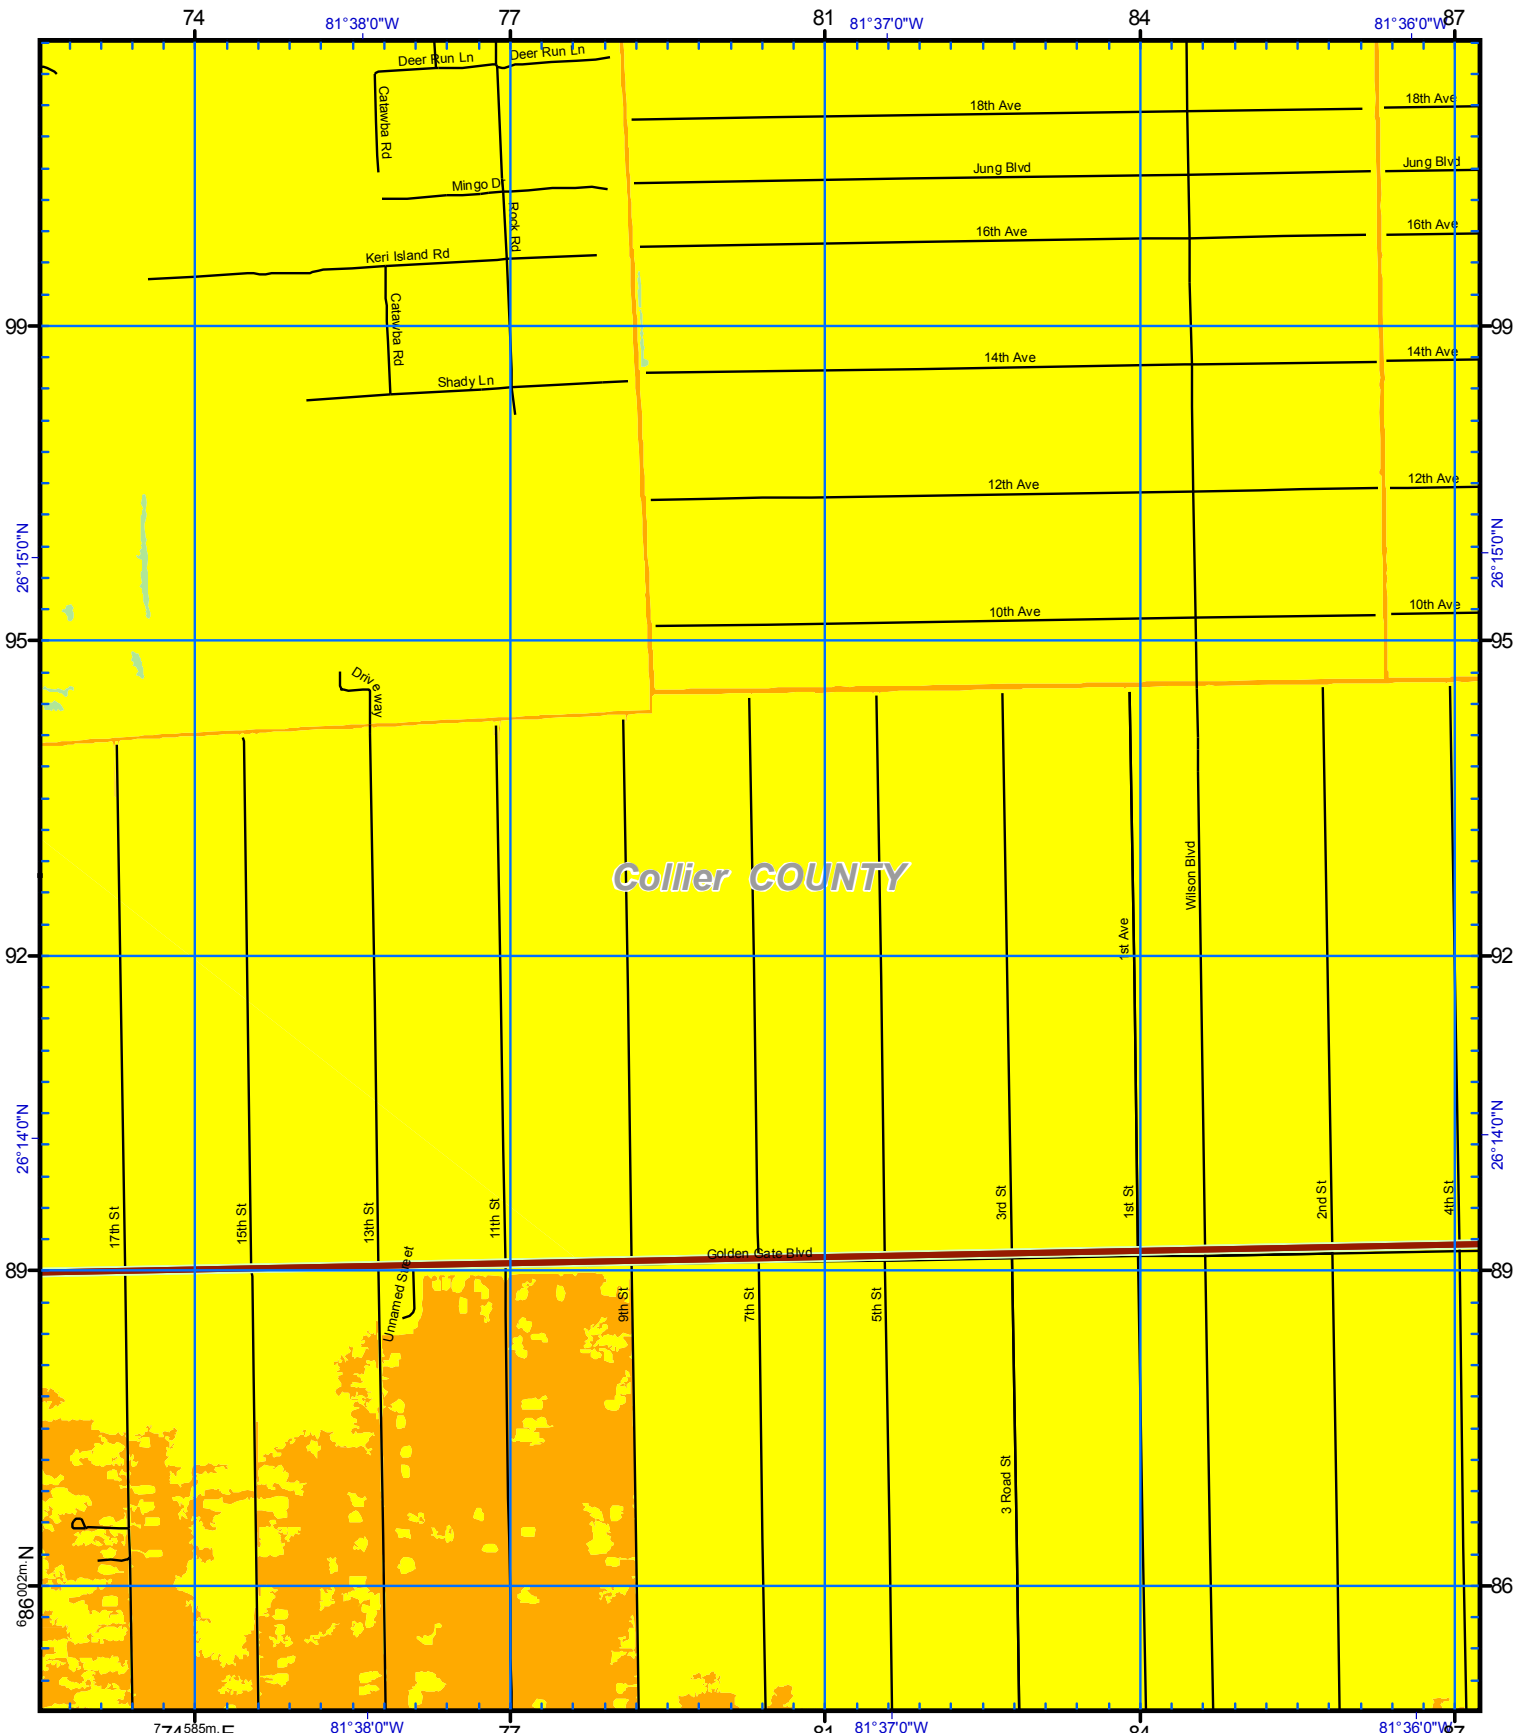 74 77 81 84 87
81°38'0"W 81°37'0"W 81°36'0"W
Deer Run Ln
Deer Run Ln
Catawba Rd
18th Ave
18th Ave
Jung Blvd
Jung Blvd
Mingo Dr
Rock Rd
16th Ave
16th Ave
Keri Island Rd
Catawba Rd
99 99
14th Ave
14th Ave
Shady Ln
12th Ave
12th Ave
26°15'0"N 26°15'0"N
10th Ave
10th Ave
95 95
Drive way
Collier COUNTY
Wilson Blvd
1st Ave
92 92
26°14'0"N 26°14'0"N
17th St
15th St
13th St
11th St
3rd St
1st St
2nd St
4th St
Golden Gate Blvd
89 89
Unnamed Street
9th St
7th St
5th St
3 Road St
686002m.N 86
774585m.E 77 81 84 87
81°38'0"W 81°37'0"W 81°36'0"W